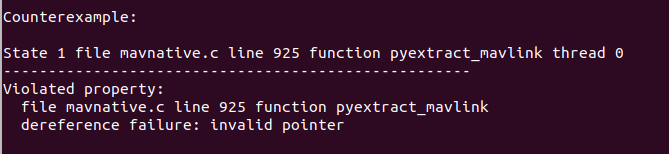 Counterexample:
State 1 file mavnative.c line 925 function pyextract_mavlink thread 0
----------------------------------------------------
Violated property:
  file mavnative.c line 925 function pyextract_mavlink
  dereference failure: invalid pointer